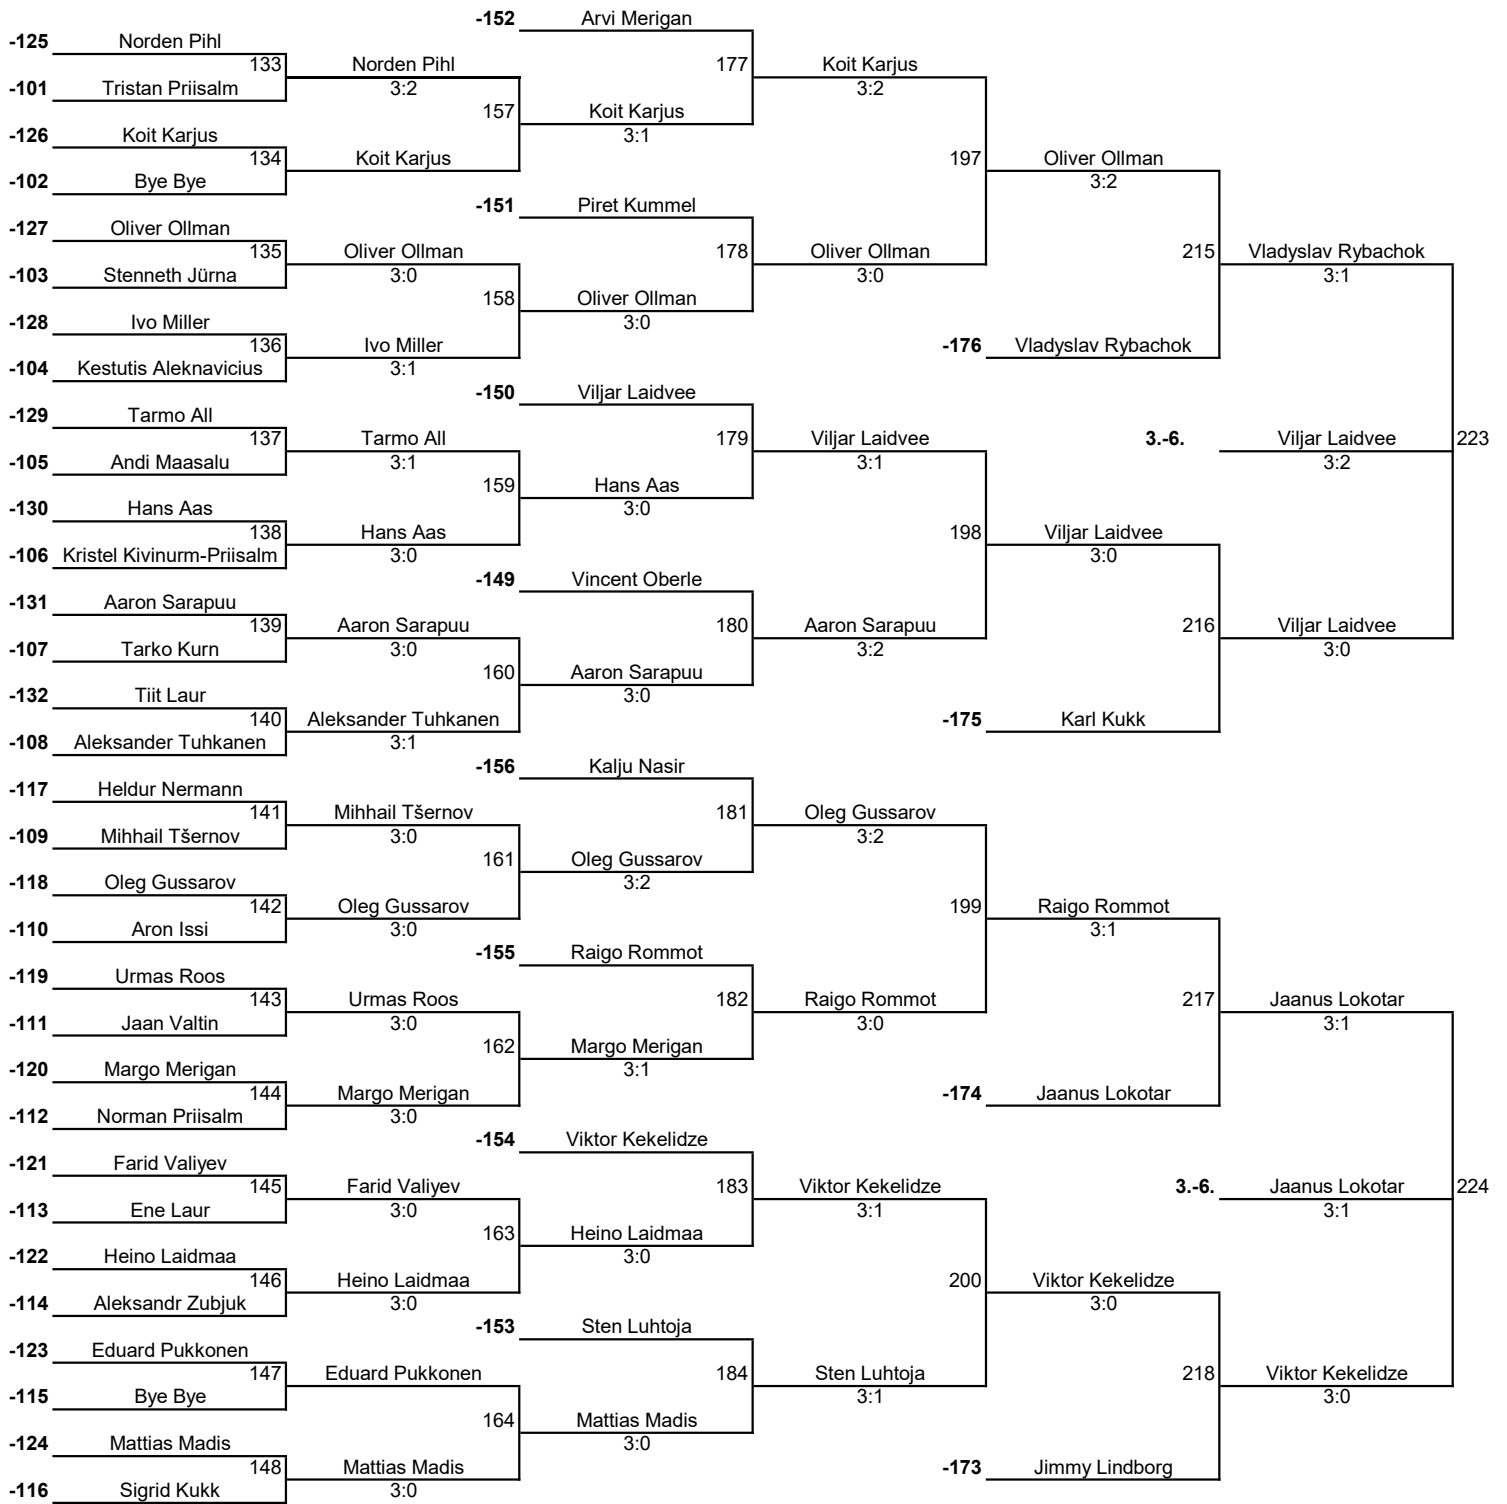 -152 Arvi Merigan
-125 Norden Pihl
133 Norden Pihl 177 Koit Karjus
-101 Tristan Priisalm 3:2 3:2
157 Koit Karjus
-126 Koit Karjus 3:1
134 Koit Karjus 197 Oliver Ollman
-102 Bye Bye 3:2
-151 Piret Kummel
-127 Oliver Ollman
135 Oliver Ollman 178 Oliver Ollman 215 Vladyslav Rybachok
-103 Stenneth Jürna 3:0 3:0 3:1
158 Oliver Ollman
-128 Ivo Miller 3:0
136 Ivo Miller -176 Vladyslav Rybachok
-104 Kestutis Aleknavicius 3:1
-150 Viljar Laidvee
-129 Tarmo All
137 Tarmo All 179 Viljar Laidvee 3.-6. Viljar Laidvee 223
-105 Andi Maasalu 3:1 3:1 3:2
159 Hans Aas
-130 Hans Aas 3:0
138 Hans Aas 198 Viljar Laidvee
-106 Kristel Kivinurm-Priisalm 3:0 3:0
-149 Vincent Oberle
-131 Aaron Sarapuu
139 Aaron Sarapuu 180 Aaron Sarapuu 216 Viljar Laidvee
-107 Tarko Kurn 3:0 3:2 3:0
160 Aaron Sarapuu
-132 Tiit Laur 3:0
140 Aleksander Tuhkanen -175 Karl Kukk
-108 Aleksander Tuhkanen 3:1
-156 Kalju Nasir
-117 Heldur Nermann
141 Mihhail Tšernov 181 Oleg Gussarov
-109 Mihhail Tšernov 3:0 3:2
161 Oleg Gussarov
-118 Oleg Gussarov 3:2
142 Oleg Gussarov 199 Raigo Rommot
-110 Aron Issi 3:0 3:1
-155 Raigo Rommot
-119 Urmas Roos
143 Urmas Roos 182 Raigo Rommot 217 Jaanus Lokotar
-111 Jaan Valtin 3:0 3:0 3:1
162 Margo Merigan
-120 Margo Merigan 3:1
144 Margo Merigan -174 Jaanus Lokotar
-112 Norman Priisalm 3:0
-154 Viktor Kekelidze
-121 Farid Valiyev
145 Farid Valiyev 183 Viktor Kekelidze 3.-6. Jaanus Lokotar 224
-113 Ene Laur 3:0 3:1 3:1
163 Heino Laidmaa
-122 Heino Laidmaa 3:0
146 Heino Laidmaa 200 Viktor Kekelidze
-114 Aleksandr Zubjuk 3:0 3:0
-153 Sten Luhtoja
-123 Eduard Pukkonen
147 Eduard Pukkonen 184 Sten Luhtoja 218 Viktor Kekelidze
-115 Bye Bye 3:1 3:0
164 Mattias Madis
-124 Mattias Madis 3:0
148 Mattias Madis -173 Jimmy Lindborg
-116 Sigrid Kukk 3:0